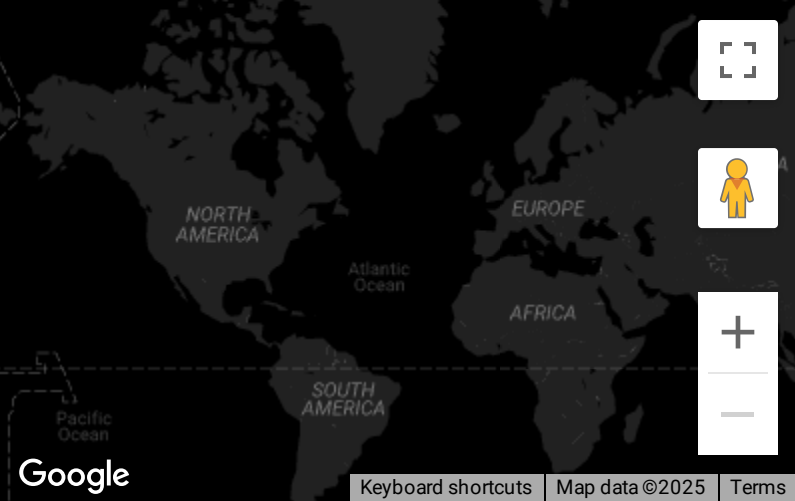 NORTH
AMERICA
EUROPE
A
Atlantic
Ocean
AFRICA
SOUTH
AMERICA
Pacific
Ocean
Google
Keyboard shortcuts
Map data ©2025
Terms